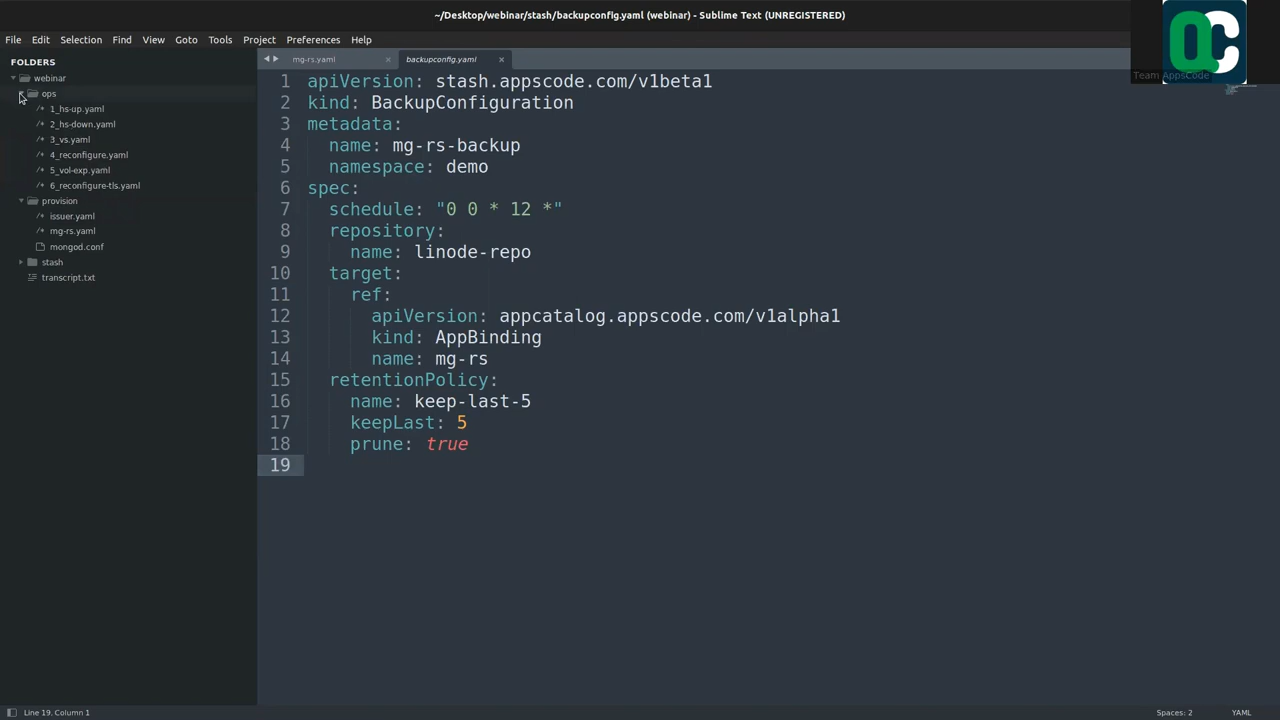 ~/Desktop/webinar/stash/backupconfig.yaml (webinar) - Sublime Text (UNREGISTERED)
File Edit Selection Find View Goto Tools Project Preferences Help
Team AppsCode
FOLDERS
webinar
ops
1_hs-up.yaml
2_hs-down.yaml
3_vs.yaml
4_reconfigure.yaml
5_vol-exp.yaml
6_reconfigure-tls.yaml
provision
issuer.yaml
mg-rs.yaml
mongod.conf
stash
transcript.txt
mg-rs.yaml × backupconfig.yaml ×
1 apiVersion: stash.appscode.com/v1beta1
2 kind: BackupConfiguration
3 metadata:
4 name: mg-rs-backup
5 namespace: demo
6 spec:
7 schedule: "0 0 * 12 *"
8 repository:
9 name: linode-repo
10 target:
11 ref:
12 apiVersion: appcatalog.appscode.com/v1alpha1
13 kind: AppBinding
14 name: mg-rs
15 retentionPolicy:
16 name: keep-last-5
17 keepLast: 5
18 prune: true
19
Line 19, Column 1
Spaces: 2
YAML